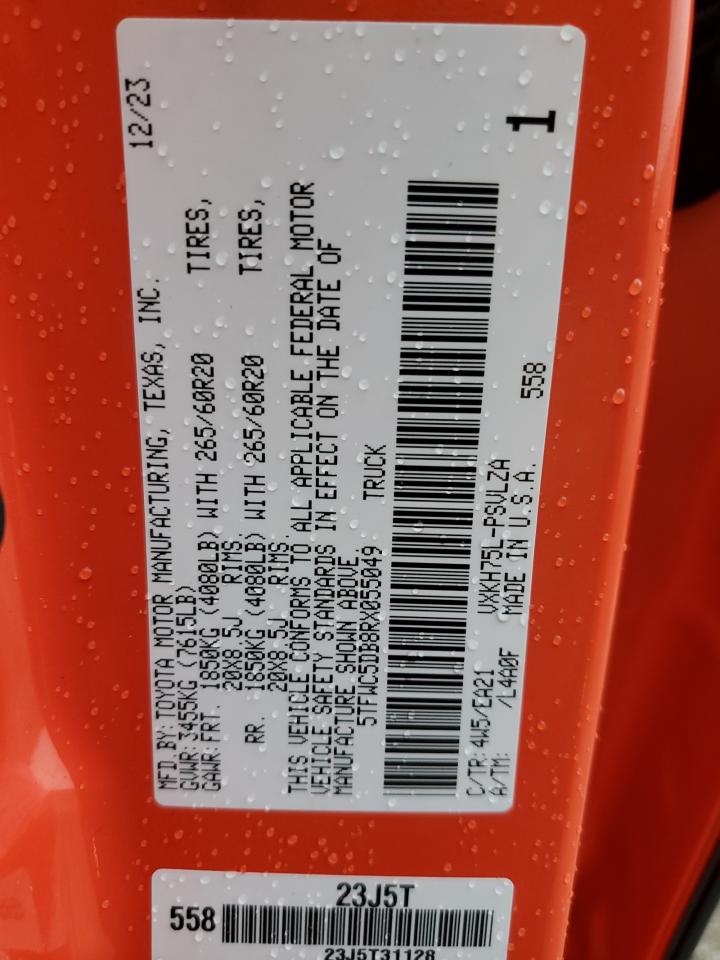 MFD BY: TOYOTA MOTOR MANUFACTURING, TEXAS, INC. 12/23
GVWR: 3455KG (7615LB)
GAWR: FRT. 1850KG (4080LB) WITH 265/60R20 TIRES,
20X8.5J RIMS.
RR. 1850KG (4080LB) WITH 265/60R20 TIRES,
20X8.5J RIMS.
THIS VEHICLE CONFORMS TO ALL APPLICABLE FEDERAL MOTOR
VEHICLE SAFETY STANDARDS IN EFFECT ON THE DATE OF
MANUFACTURE SHOWN ABOVE.
5TFWC5DB8RX055049 TRUCK
1
C/TR: 4W5/EA21 VXKH75L-PSVLZA 558
A/TM: /L4A0F MADE IN U.S.A.
23J5T
558
23J5T31128